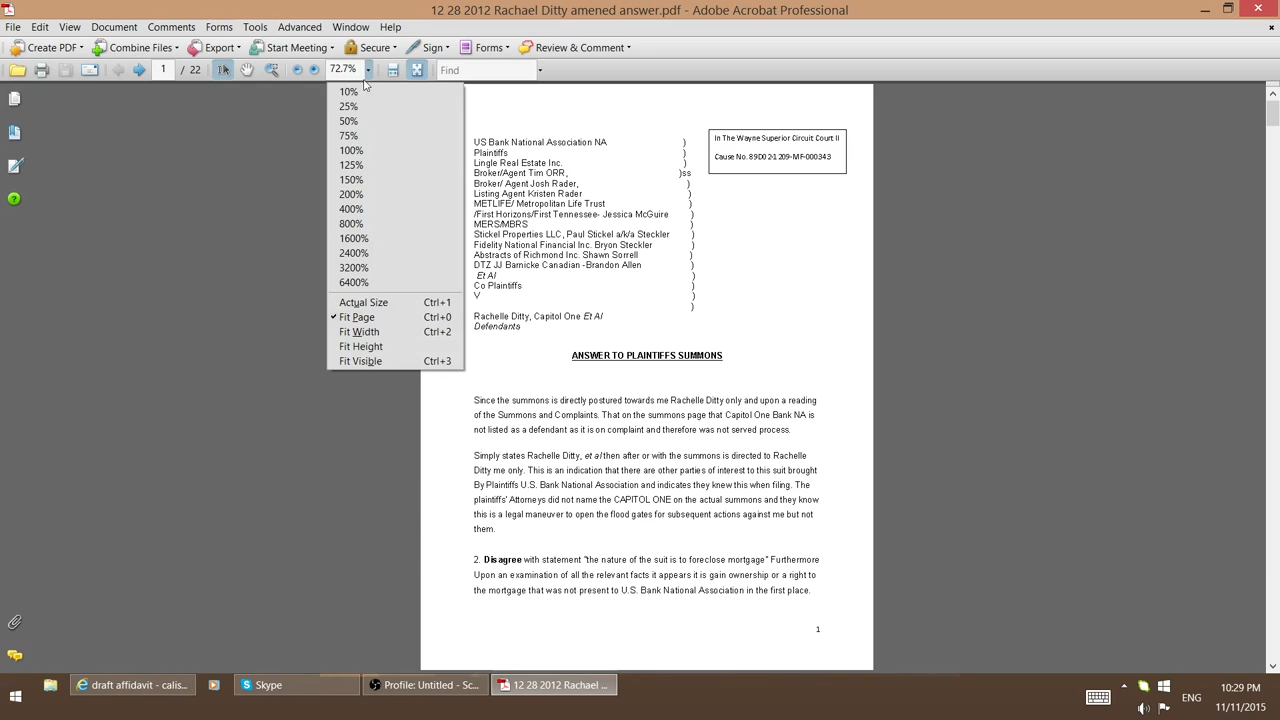 12 28 2012 Rachael Ditty amened answer.pdf - Adobe Acrobat Professional
File Edit View Document Comments Forms Tools Advanced Window Help
Create PDF Combine Files Export Start Meeting Secure Sign Forms Review & Comment
1 / 22 72.7% Find
10%
25%
50%
75%
100%
125%
150%
200%
400%
800%
1600%
2400%
3200%
6400%
Actual Size Ctrl+1
Fit Page Ctrl+0
Fit Width Ctrl+2
Fit Height
Fit Visible Ctrl+3
In The Wayne Superior Circuit Court II
Cause No. 89D02-1209-MF-000343
US Bank National Association NA )
Plaintiffs )
Lingle Real Estate Inc. )
Broker/Agent Tim ORR, )ss
Broker/ Agent Josh Rader, )
Listing Agent Kristen Rader )
METLIFE/ Metropolitan Life Trust )
/First Horizons/First Tennessee- Jessica McGuire )
MERS/MBRS )
Stickel Properties LLC , Paul Stickel a/k/a Steckler )
Fidelity National Financial Inc. Bryon Steckler )
Abstracts of Richmond Inc. Shawn Sorrell )
DTZ JJ Barnicke Canadian -Brandon Allen )
Et Al )
Co Plaintiffs )
V )
)
Rachelle Ditty, Capitol One Et Al
Defendants
ANSWER TO PLAINTIFFS SUMMONS
Since the summons is directly postured towards me Rachelle Ditty only and upon a reading
of the Summons and Complaints. That on the summons page that Capitol One Bank NA is
not listed as a defendant as it is on complaint and therefore was not served process.
Simply states Rachelle Ditty, et al then after or with the summons is directed to Rachelle
Ditty me only. This is an indication that there are other parties of interest to this suit brought
By Plaintiffs U.S. Bank National Association and indicates they knew this when filing. The
plaintiffs' Attorneys did not name the CAPITOL ONE on the actual summons and they know
this is a legal maneuver to open the flood gates for subsequent actions against me but not
them.
2. Disagree with statement "the nature of the suit is to foreclose mortgage" Furthermore
Upon an examination of all the relevant facts it appears it is gain ownership or a right to
the mortgage that was not present to U.S. Bank National Association in the first place.
1
draft affidavit - calis... Skype Profile: Untitled - Sc... 12 28 2012 Rachael ... ENG 10:29 PM
11/11/2015